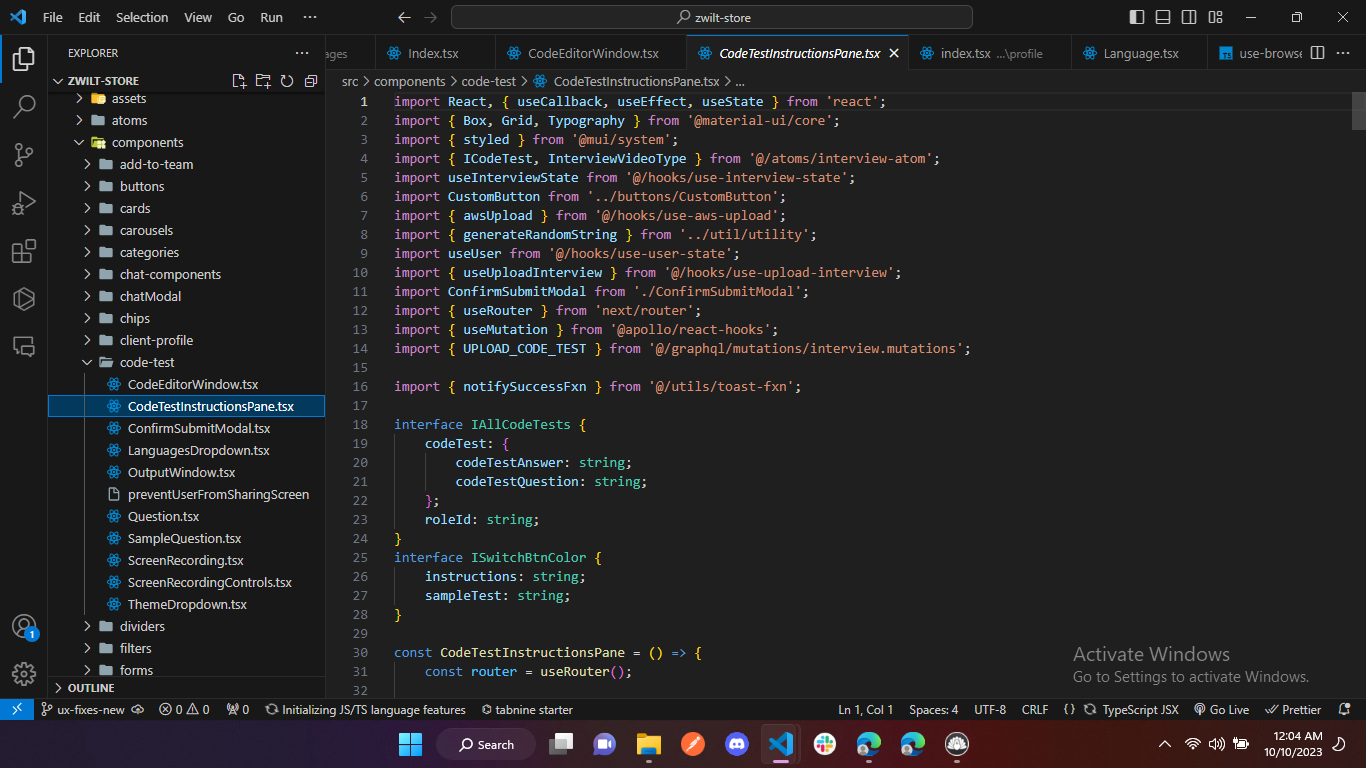 File Edit Selection View Go Run ···
zwilt-store
EXPLORER ···
ZWILT-STORE
assets
atoms
components
add-to-team
buttons
cards
carousels
categories
chat-components
chatModal
chips
client-profile
code-test
CodeEditorWindow.tsx
CodeTestInstructionsPane.tsx
ConfirmSubmitModal.tsx
LanguagesDropdown.tsx
OutputWindow.tsx
preventUserFromSharingScreen
Question.tsx
SampleQuestion.tsx
ScreenRecording.tsx
ScreenRecordingControls.tsx
ThemeDropdown.tsx
dividers
filters
forms
OUTLINE
ages Index.tsx CodeEditorWindow.tsx CodeTestInstructionsPane.tsx index.tsx ...\profile Language.tsx use-browse ···
src > components > code-test > CodeTestInstructionsPane.tsx > ...
1 import React, { useCallback, useEffect, useState } from 'react';
2 import { Box, Grid, Typography } from '@material-ui/core';
3 import { styled } from '@mui/system';
4 import { ICodeTest, InterviewVideoType } from '@/atoms/interview-atom';
5 import useInterviewState from '@/hooks/use-interview-state';
6 import CustomButton from '../buttons/CustomButton';
7 import { awsUpload } from '@/hooks/use-aws-upload';
8 import { generateRandomString } from '../util/utility';
9 import useUser from '@/hooks/use-user-state';
10 import { useUploadInterview } from '@/hooks/use-upload-interview';
11 import ConfirmSubmitModal from './ConfirmSubmitModal';
12 import { useRouter } from 'next/router';
13 import { useMutation } from '@apollo/react-hooks';
14 import { UPLOAD_CODE_TEST } from '@/graphql/mutations/interview.mutations';
15
16 import { notifySuccessFxn } from '@/utils/toast-fxn';
17
18 interface IAllCodeTests {
19 codeTest: {
20 codeTestAnswer: string;
21 codeTestQuestion: string;
22 };
23 roleId: string;
24 }
25 interface ISwitchBtnColor {
26 instructions: string;
27 sampleTest: string;
28 }
29
30 const CodeTestInstructionsPane = () => {
31 const router = useRouter();
32
Activate Windows
Go to Settings to activate Windows.
1
ux-fixes-new 0 0 0 Initializing JS/TS language features tabnine starter Ln 1, Col 1 Spaces: 4 UTF-8 CRLF {} TypeScript JSX Go Live Prettier
Search
12:04 AM
10/10/2023